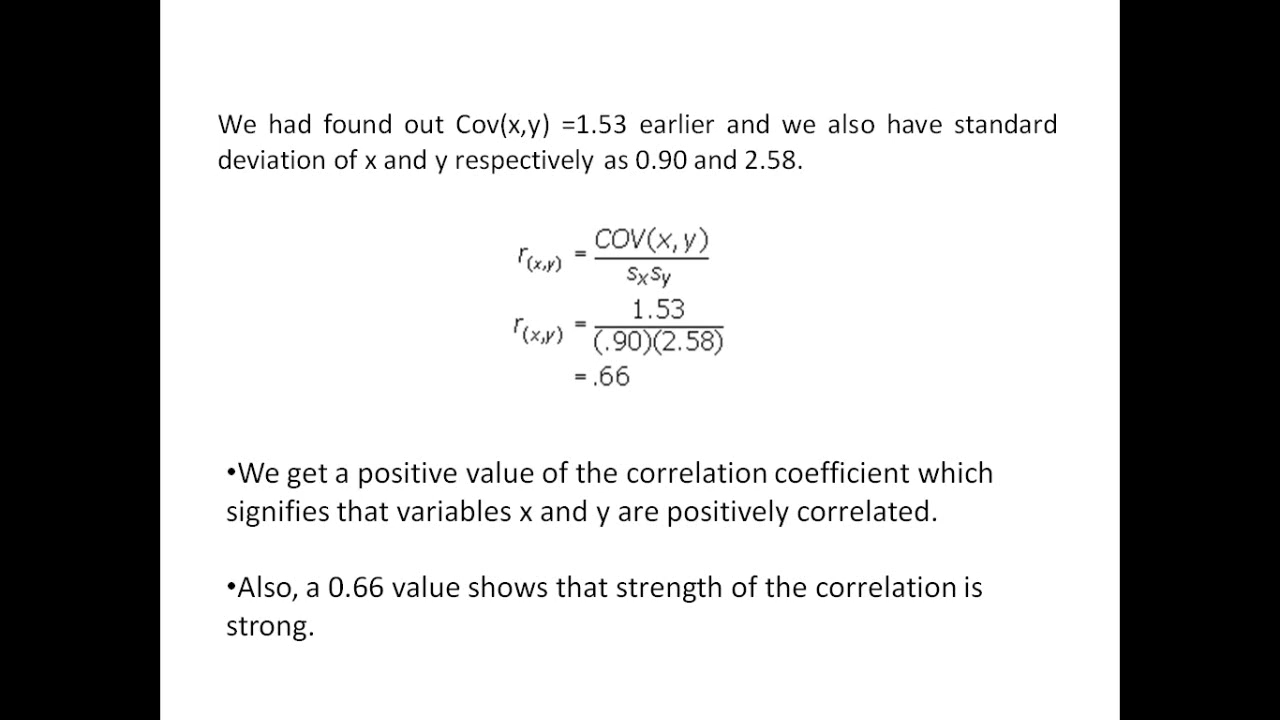 We had found out Cov(x,y) =1.53 earlier and we also have standard
deviation of x and y respectively as 0.90 and 2.58.
r(x,y) = COV(x,y)
sxsy
r(x,y) = 1.53
(.90)(2.58)
= .66
•We get a positive value of the correlation coefficient which
signifies that variables x and y are positively correlated.
•Also, a 0.66 value shows that strength of the correlation is
strong.